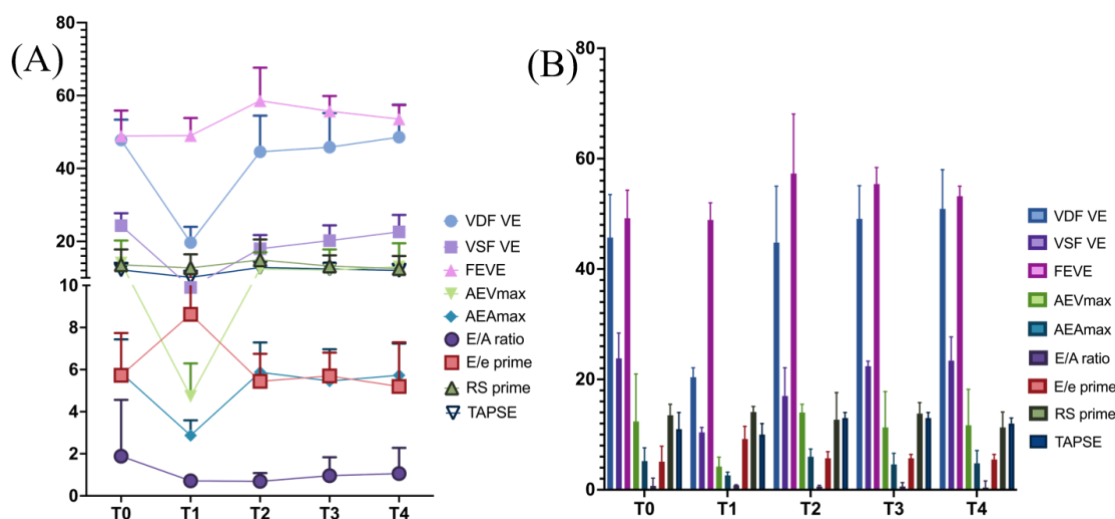 (A)
80
60
40
20
10
8
6
4
2
0
T0 T1 T2 T3 T4
VDF VE
VSF VE
FEVE
AEVmax
AEAmax
E/A ratio
E/e prime
RS prime
TAPSE
(B)
80
60
40
20
0
T0 T1 T2 T3 T4
VDF VE
VSF VE
FEVE
AEVmax
AEAmax
E/A ratio
E/e prime
RS prime
TAPSE